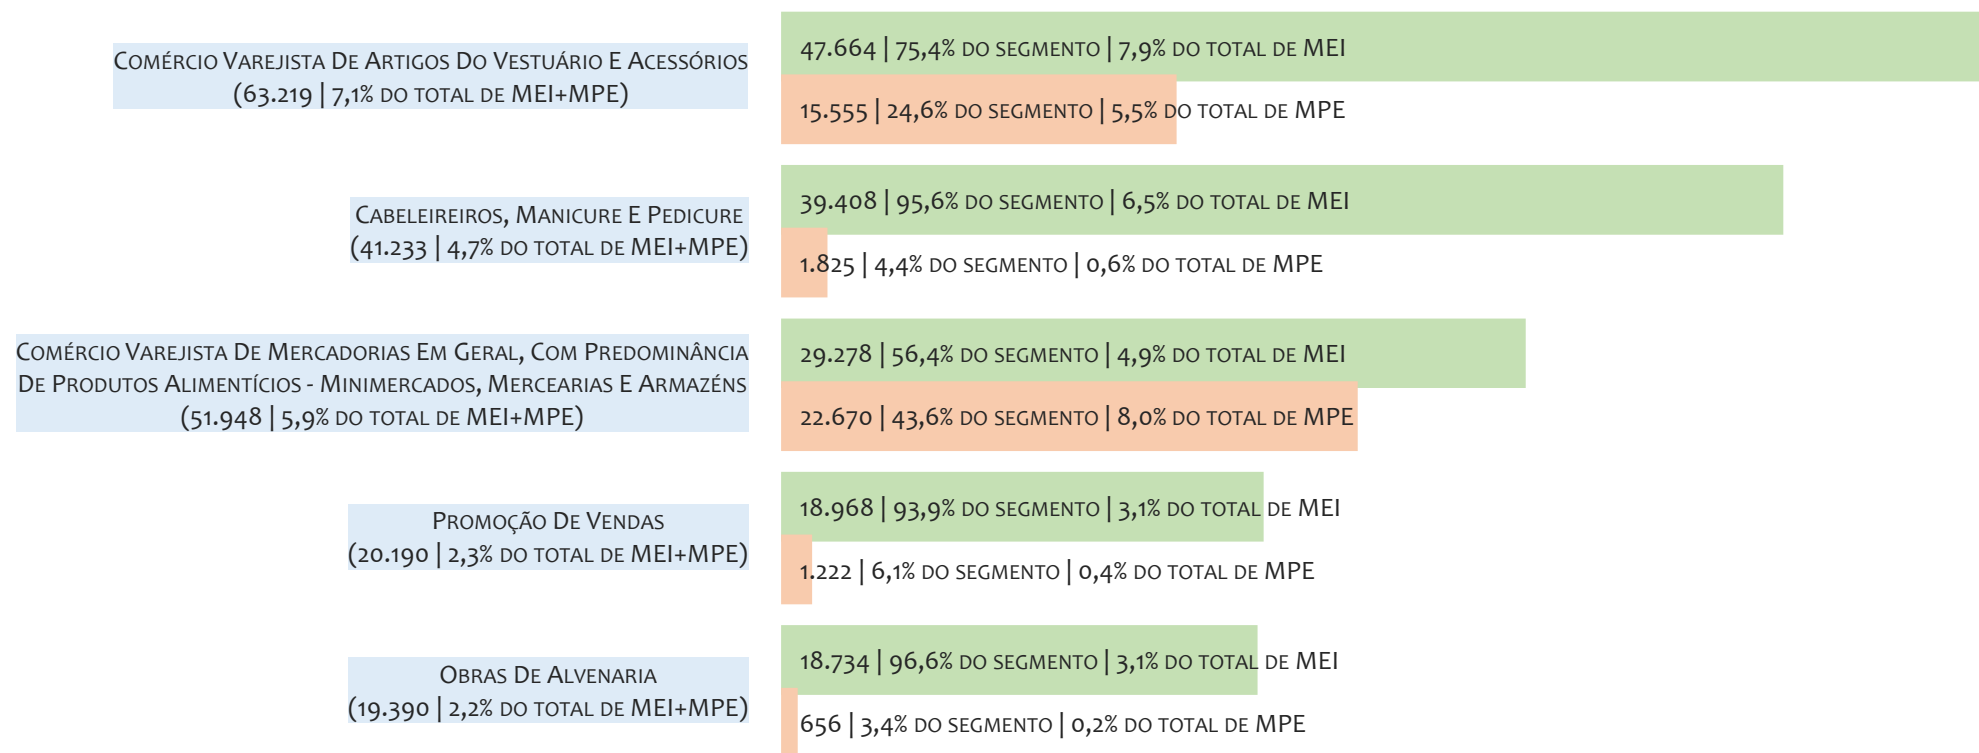 Comércio Varejista De Artigos Do Vestuário E Acessórios
(63.219 | 7,1% do total de MEI+MPE)
47.664 | 75,4% do segmento | 7,9% do total de MEI
15.555 | 24,6% do segmento | 5,5% do total de MPE
Cabeleireiros, Manicure E Pedicure
(41.233 | 4,7% do total de MEI+MPE)
39.408 | 95,6% do segmento | 6,5% do total de MEI
1.825 | 4,4% do segmento | 0,6% do total de MPE
Comércio Varejista De Mercadorias Em Geral, Com Predominância
De Produtos Alimentícios - Minimercados, Mercearias E Armazéns
(51.948 | 5,9% do total de MEI+MPE)
29.278 | 56,4% do segmento | 4,9% do total de MEI
22.670 | 43,6% do segmento | 8,0% do total de MPE
Promoção De Vendas
(20.190 | 2,3% do total de MEI+MPE)
18.968 | 93,9% do segmento | 3,1% do total de MEI
1.222 | 6,1% do segmento | 0,4% do total de MPE
Obras De Alvenaria
(19.390 | 2,2% do total de MEI+MPE)
18.734 | 96,6% do segmento | 3,1% do total de MEI
656 | 3,4% do segmento | 0,2% do total de MPE